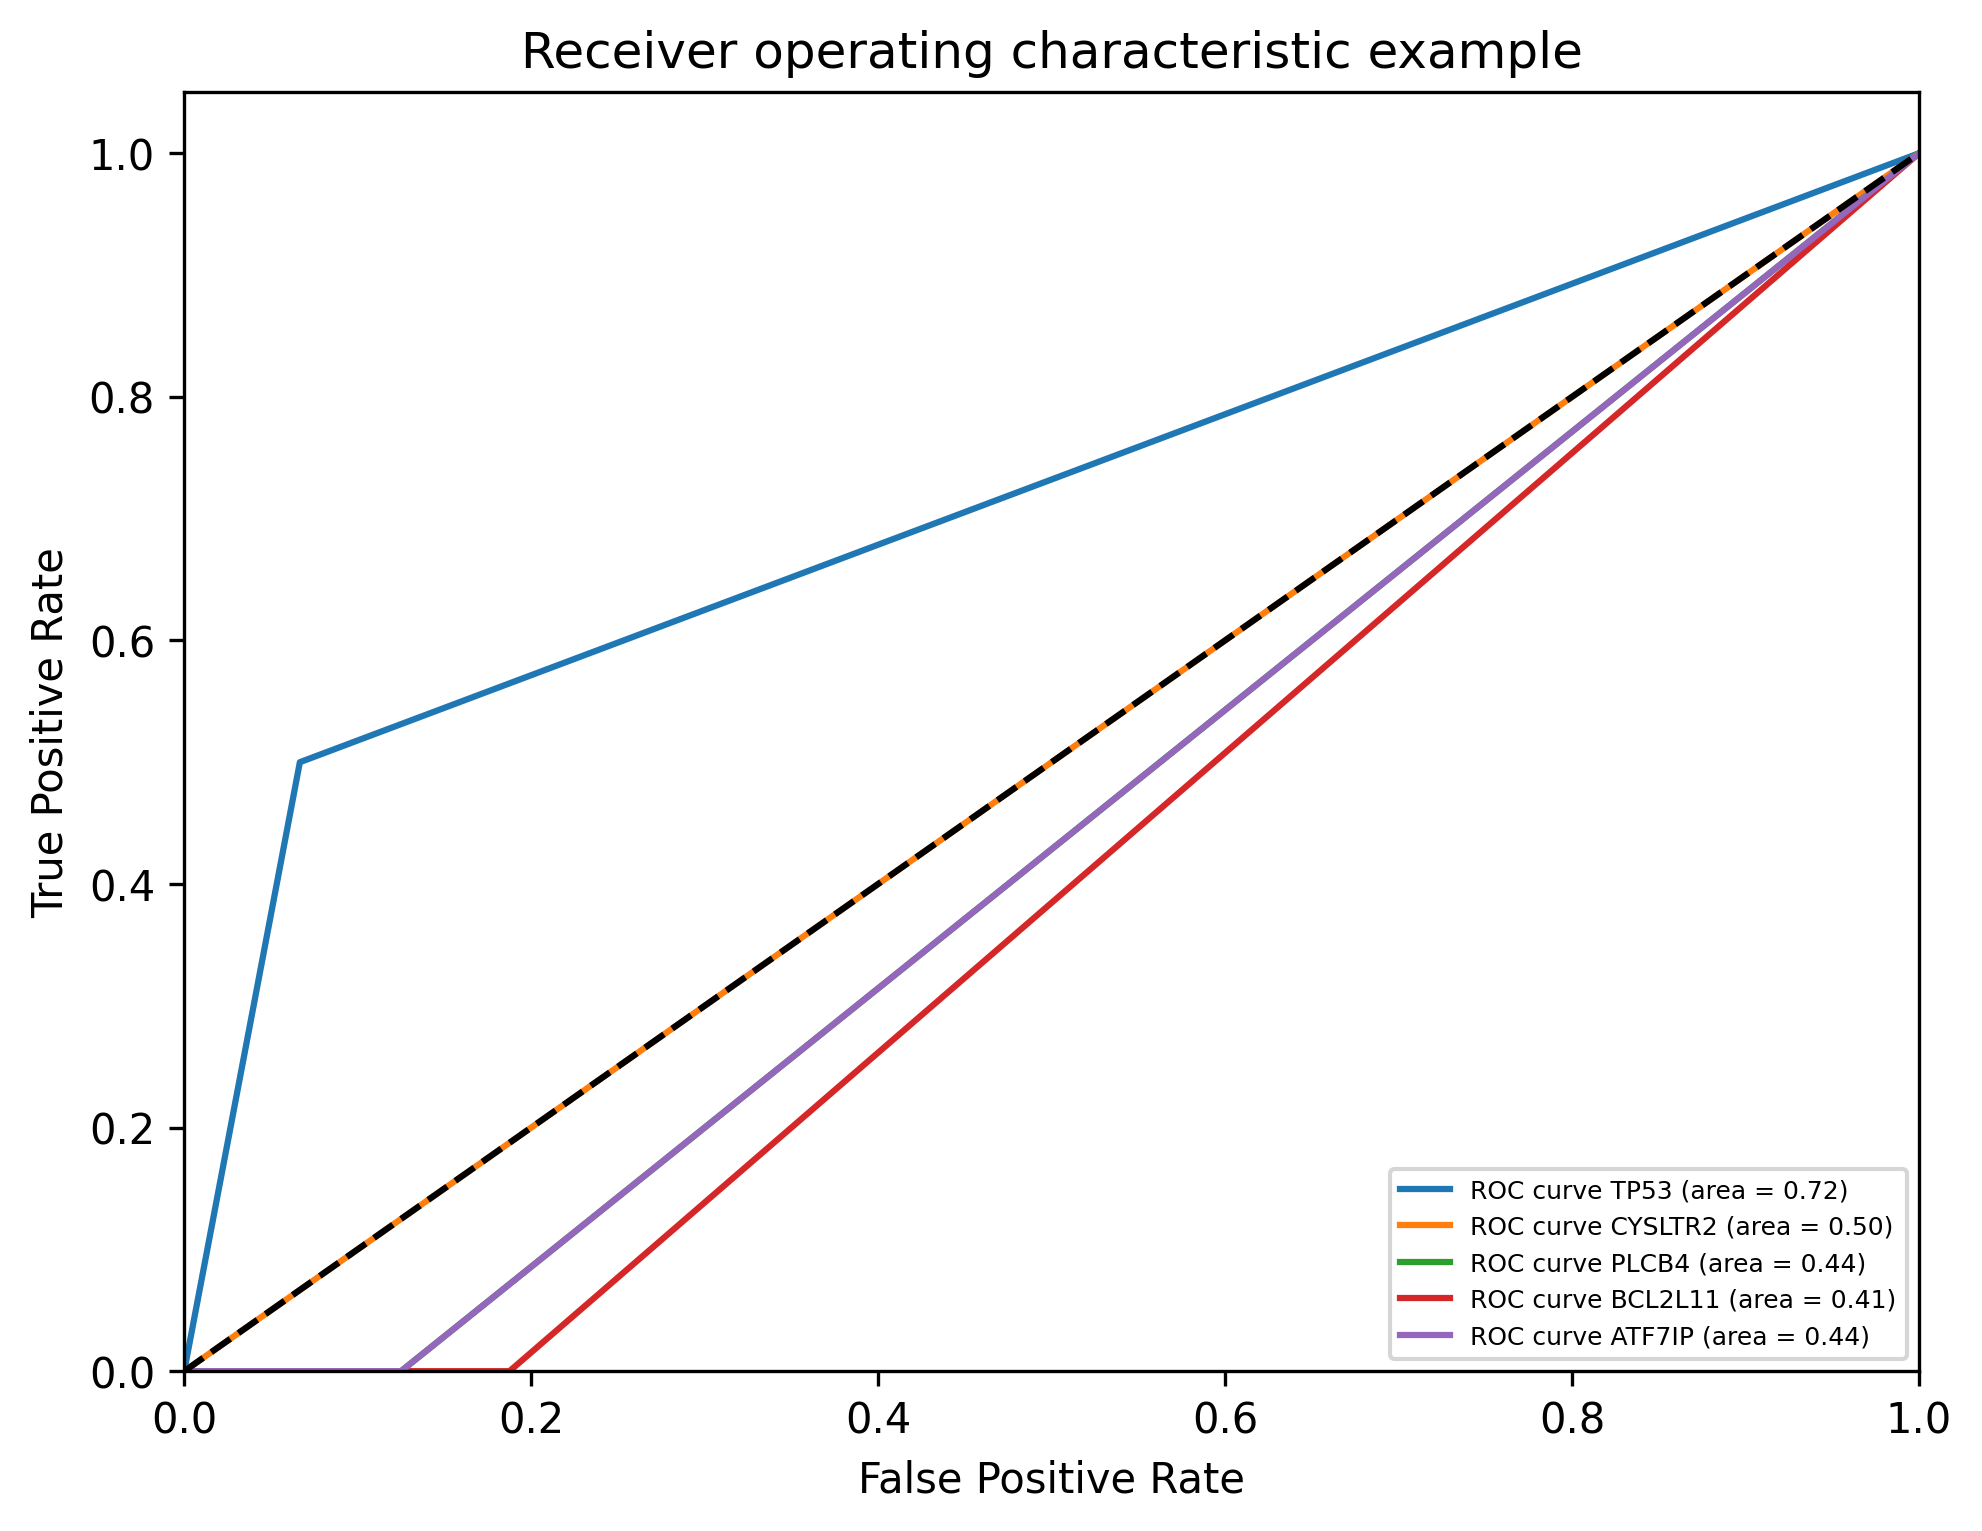 Receiver operating characteristic example
True Positive Rate
1.0
0.8
0.6
0.4
0.2
0.0
0.0 0.2 0.4 0.6 0.8 1.0
False Positive Rate
ROC curve TP53 (area = 0.72)
ROC curve CYSLTR2 (area = 0.50)
ROC curve PLCB4 (area = 0.44)
ROC curve BCL2L11 (area = 0.41)
ROC curve ATF7IP (area = 0.44)